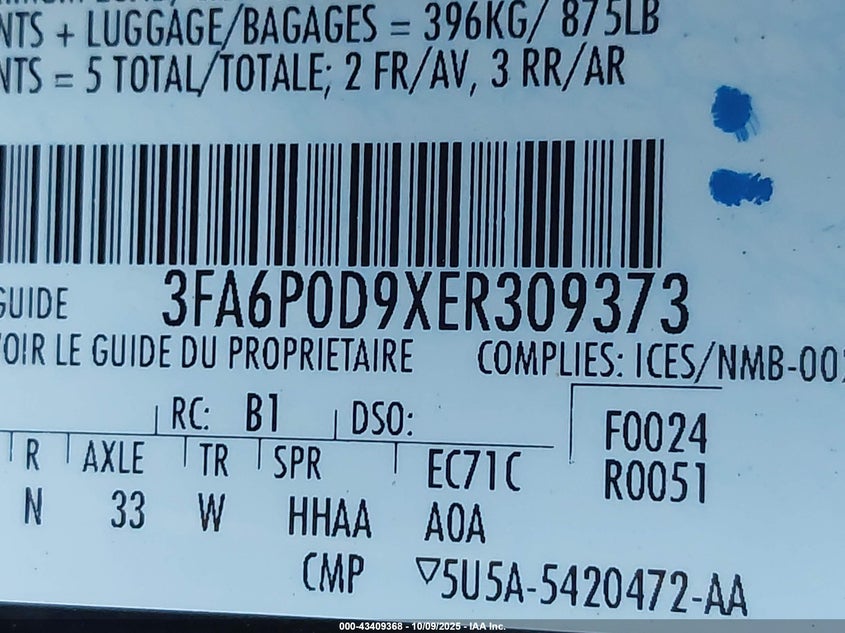 NTS + LUGGAGE/BAGAGES = 396KG/ 875LB
NTS = 5 TOTAL/TOTALE; 2 FR/AV, 3 RR/AR
GUIDE 3FA6P0D9XER309373
OIR LE GUIDE DU PROPRIETAIRE COMPLIES: ICES/NMB-00
RC: B1 DSO: F0024
R AXLE TR SPR EC71C R0051
N 33 W HHAA A0A
CMP ▽5U5A-5420472-AA
000-43409368 - 10/09/2025 - IAA Inc.